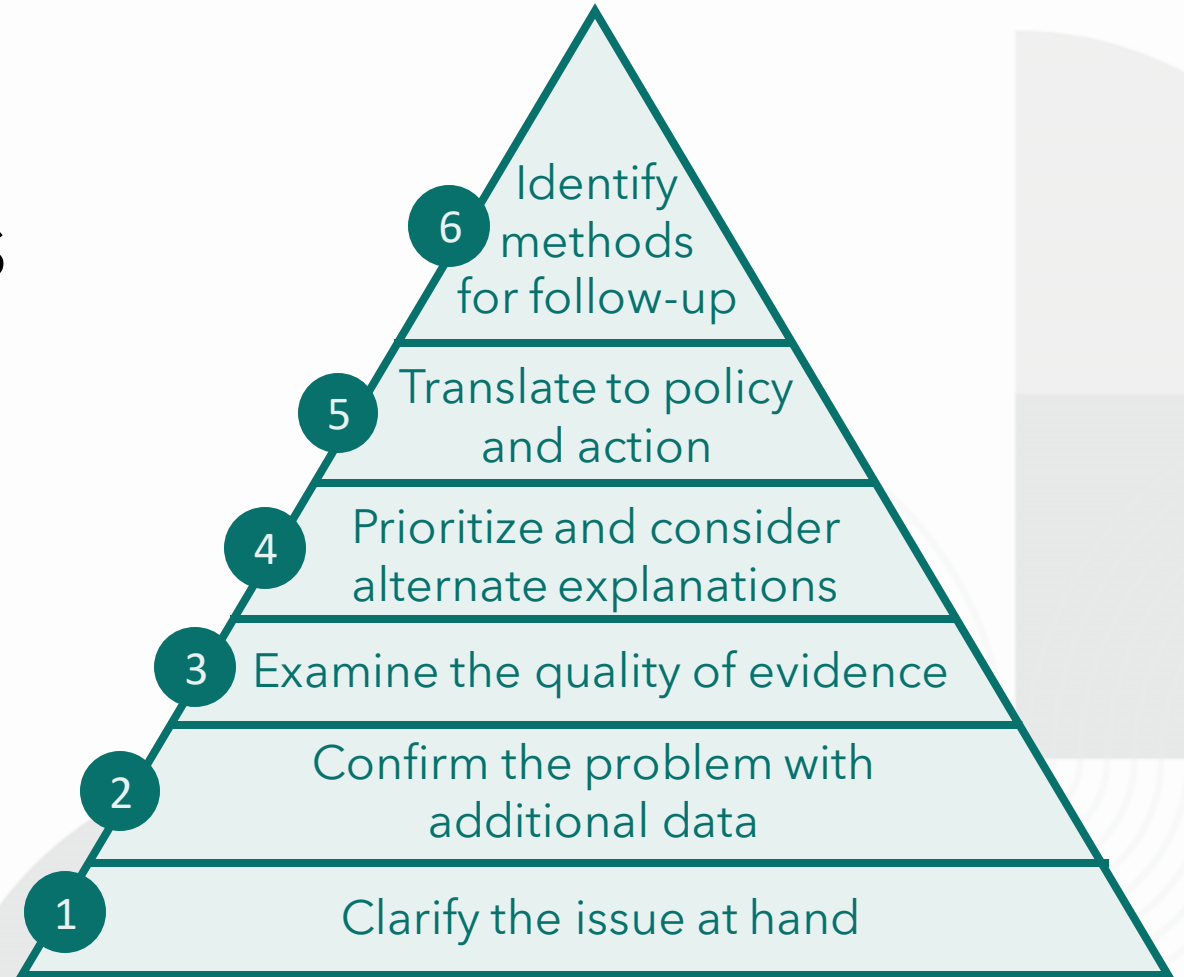 s
6
Identify
methods
for follow-up
5
Translate to policy
and action
4
Prioritize and consider
alternate explanations
3
Examine the quality of evidence
2
Confirm the problem with
additional data
1
Clarify the issue at hand